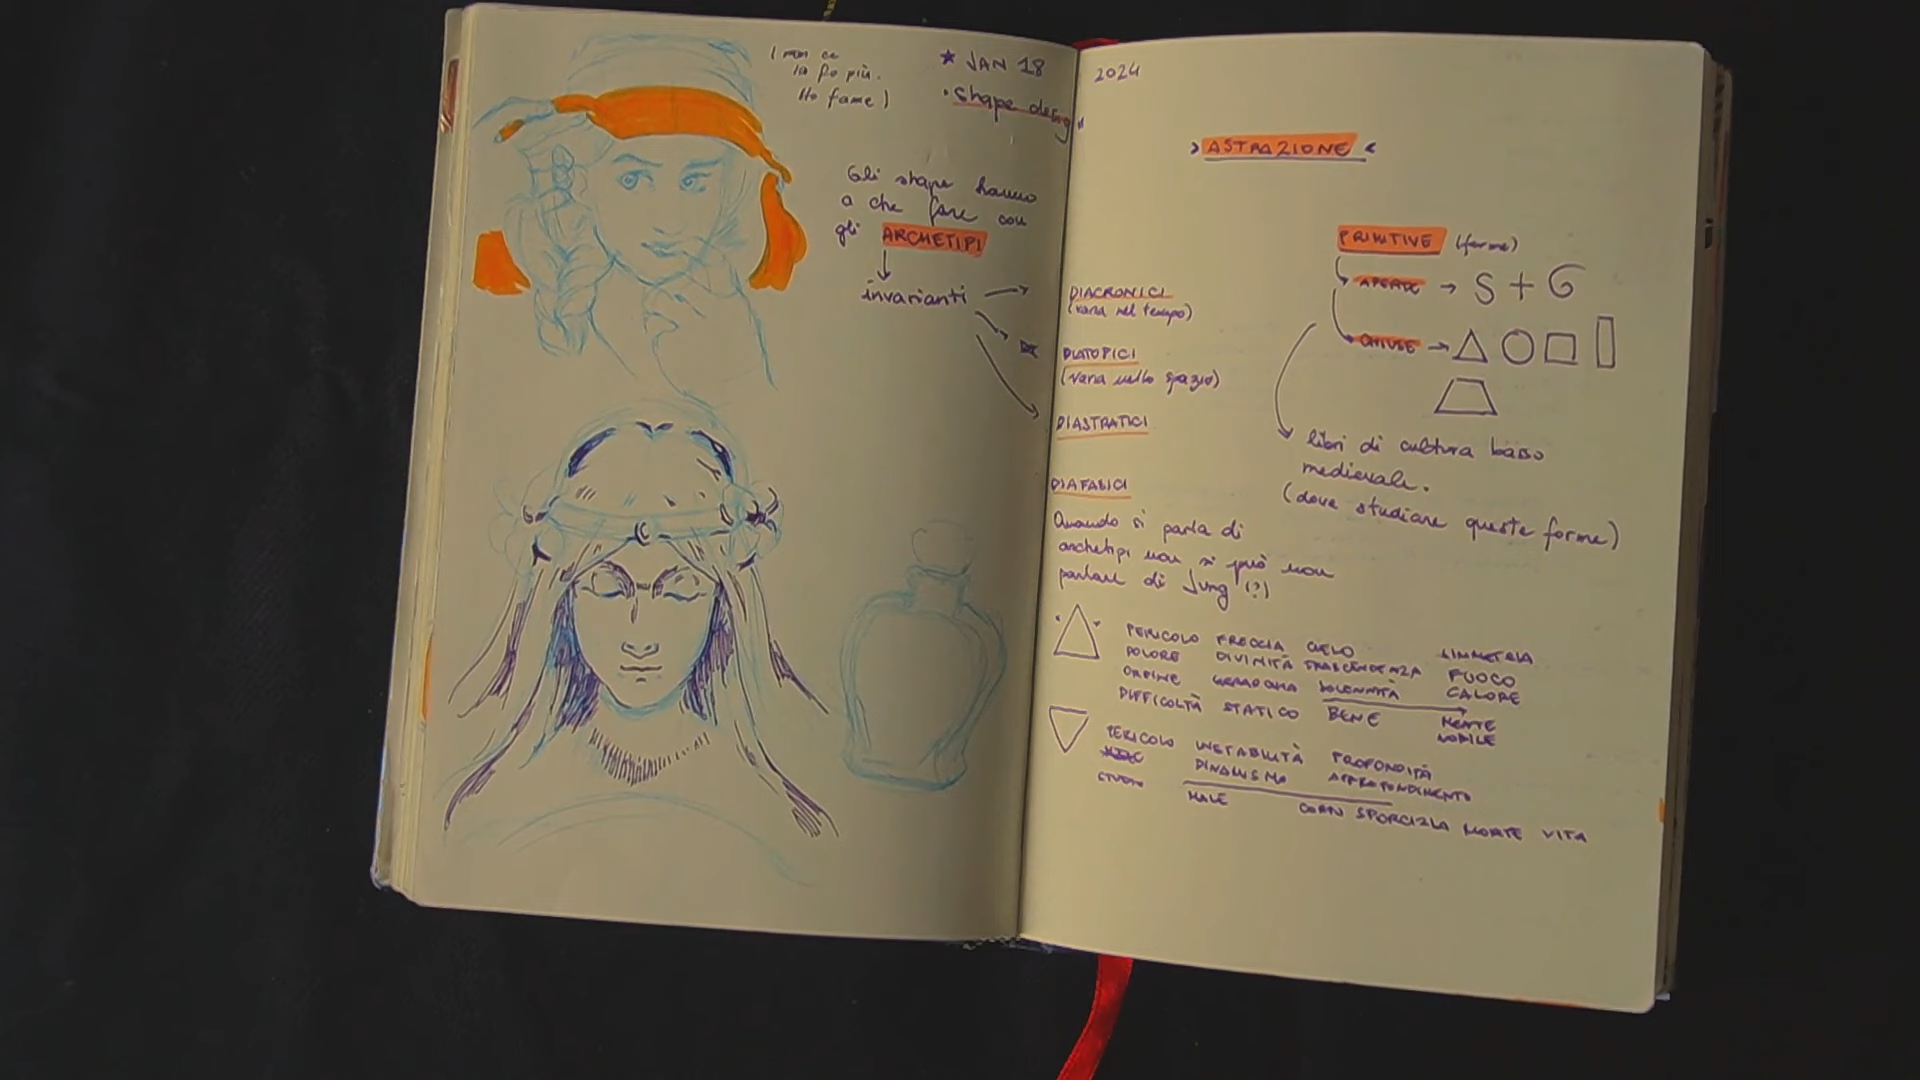 ( non ce
la fo più.
Ho fame )
★ JAN 18
• shape desig
Gli shape hanno
a che fare con
gli ARCHETIPI
↓
invarianti
2024
> ASTRAZIONE <
PRIMITIVE (forme)
APERTE → S + G
CHIUSE →
DIACRONICI
(varia nel tempo)
DIATOPICI
(varia nello spazio)
DIASTRATICI
DIAFASICI
libri di cultura basso
medievale.
(dove studiare queste forme)
Quando si parla di
archetipi non si può non
parlare di Jung (?)
PERICOLO FRECCIA CIELO SIMMETRIA
DOLORE DIVINITÀ TRASCENDENZA FUOCO
ORDINE GERARCHIA SOLENNITÀ CALORE
DIFFICOLTÀ STATICO BENE MENTE
NOBILE
PERICOLO INSTABILITÀ PROFONDITÀ
DINAMISMO APPROFONDIMENTO
STUDIO
MALE SPORCIZIA MORTE VITA